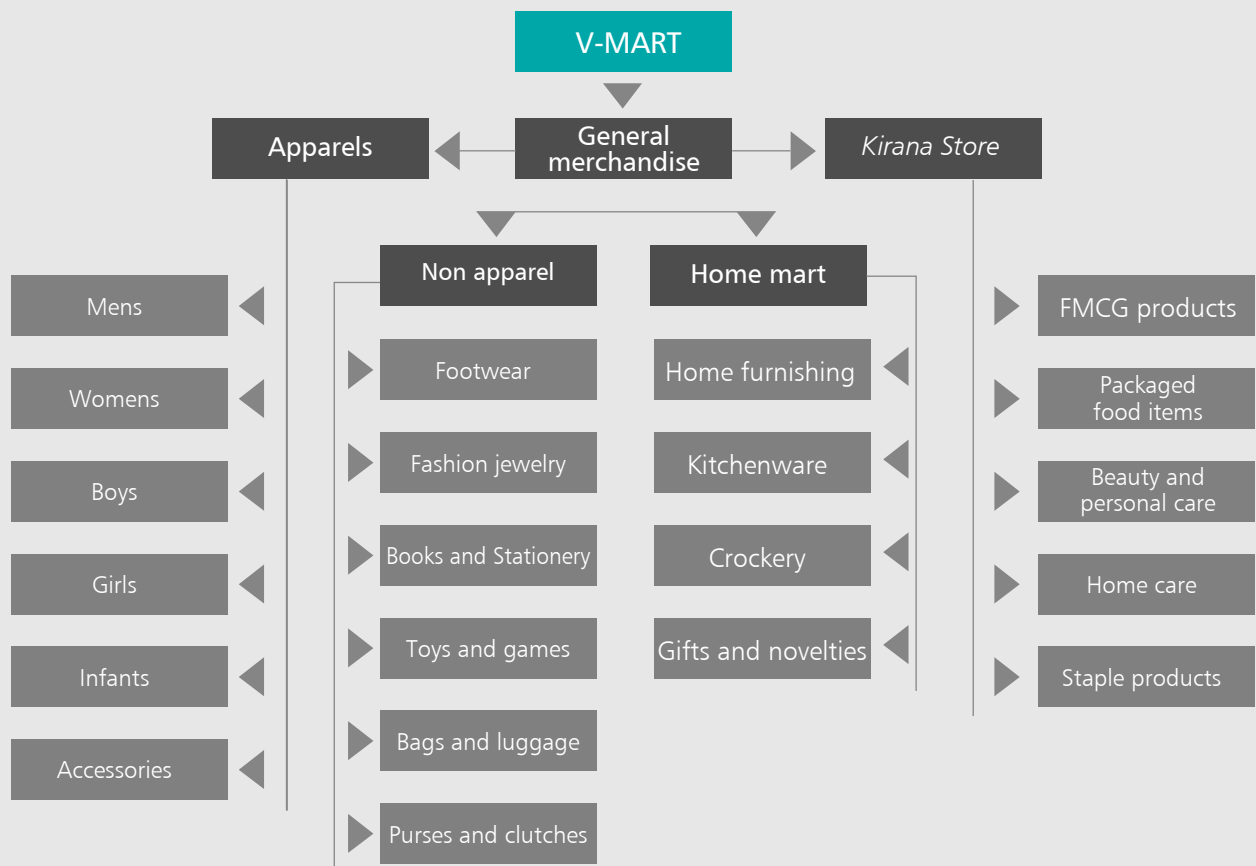 V-MART
Apparels
General
merchandise
Kirana Store
Non apparel
Home mart
Mens
Womens
Boys
Girls
Infants
Accessories
Footwear
Fashion jewelry
Books and Stationery
Toys and games
Bags and luggage
Purses and clutches
Home furnishing
Kitchenware
Crockery
Gifts and novelties
FMCG products
Packaged
food items
Beauty and
personal care
Home care
Staple products